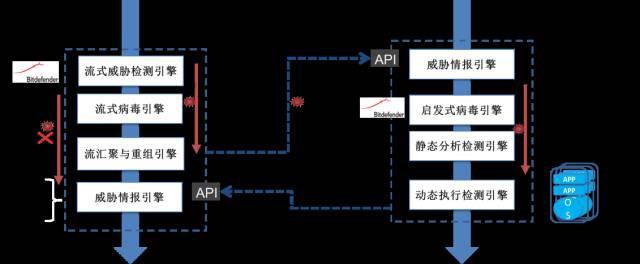 Bitdefender
流式威胁检测引擎
流式病毒引擎
流汇聚与重组引擎
威胁情报引擎
API
API
威胁情报引擎
Bitdefender
启发式病毒引擎
静态分析检测引擎
动态执行检测引擎
APP
APP
O
S